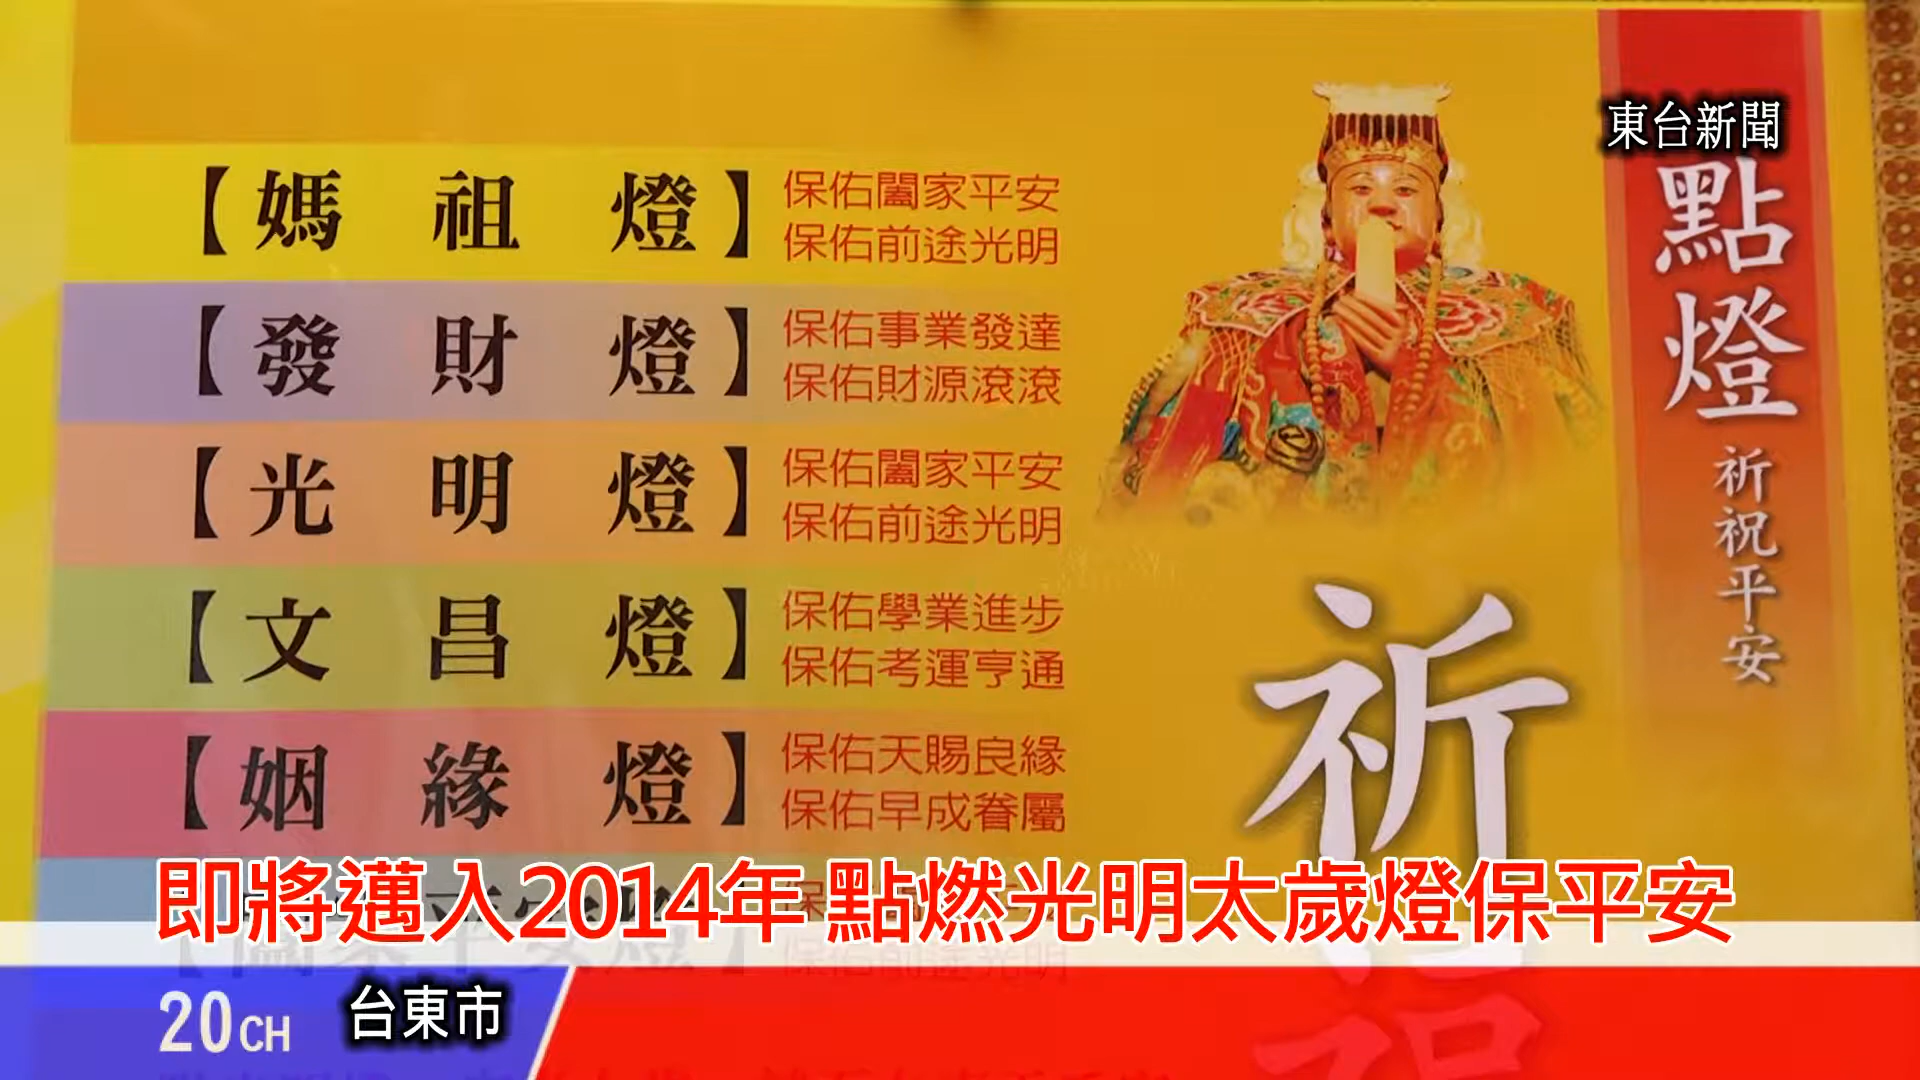 東台新聞
點燈
祈祝平安
【媽祖燈】
保佑闔家平安
保佑前途光明
【發財燈】
保佑事業發達
保佑財源滾滾
【光明燈】
保佑闔家平安
保佑前途光明
【文昌燈】
保佑學業進步
保佑考運亨通
【姻緣燈】
保佑天賜良緣
保佑早成眷屬
祈
即將邁入2014年 點燃光明太歲燈保平安
20CH
台東市